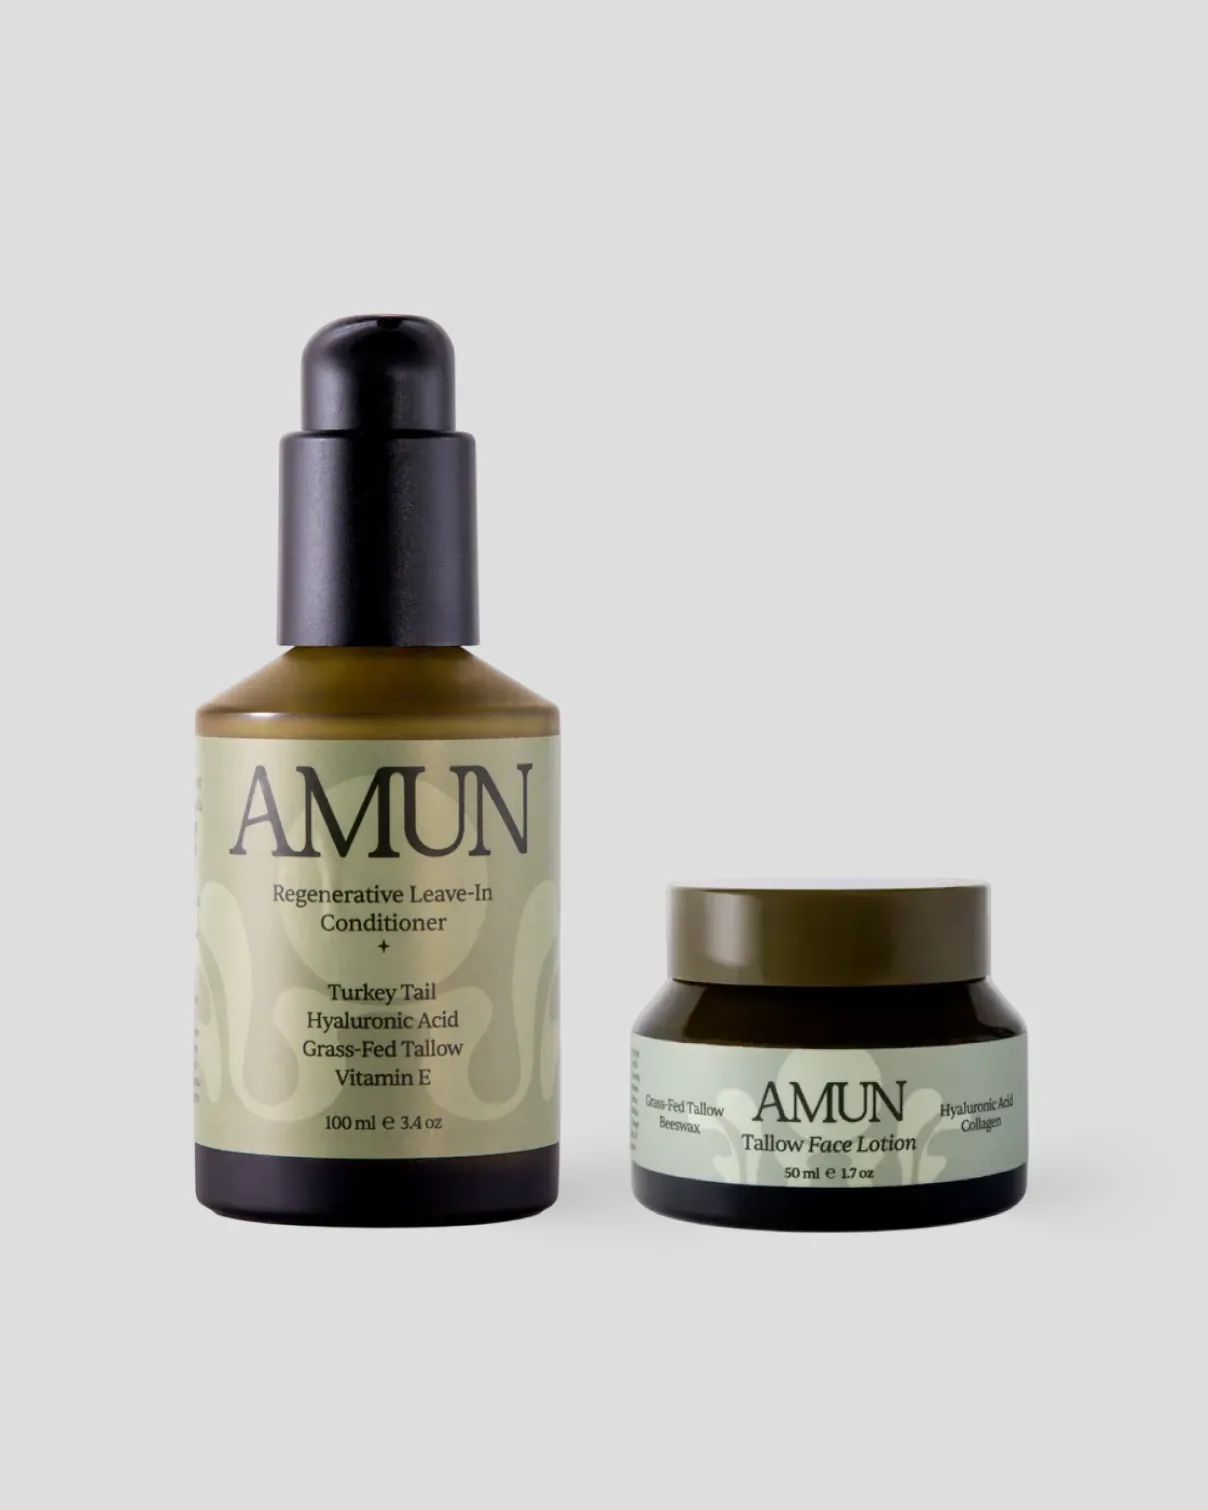 AMUN
Regenerative Leave-In
Conditioner
Turkey Tail
Hyaluronic Acid
Grass-Fed Tallow
Vitamin E
100 ml e 3.4 oz
Grass-Fed Tallow
Beeswax
AMUN
Tallow Face Lotion
50 ml e 1.7 oz
Hyaluronic Acid
Collagen